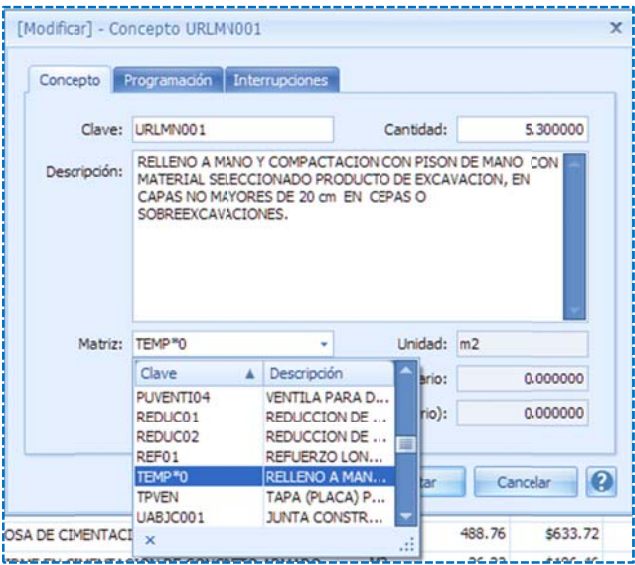 [Modificar] - Concepto URLMN001
x
Concepto Programación Interrupciones
Clave: URLMN001 Cantidad: 5.300000
Descripción: RELLENO A MANO Y COMPACTACION CON PISON DE MANO CON
MATERIAL SELECCIONADO PRODUCTO DE EXCAVACION, EN
CAPAS NO MAYORES DE 20 cm EN CEPAS O
SOBREEXCAVACIONES.
Matriz: TEMP*0 Unidad: m2
Clave Descripción ario: 0.000000
PUVENTI04 VENTILA PARA D...
REDUC01 REDUCCION DE ... rio): 0.000000
REDUC02 REDUCCION DE ...
REF01 REFUERZO LON...
TEMP*0 RELLENO A MAN... tar Cancelar ?
TPVEN TAPA (PLACA) P...
UABJC001 JUNTA CONSTR...
OSA DE CIMENTACI x 488.76 $633.72